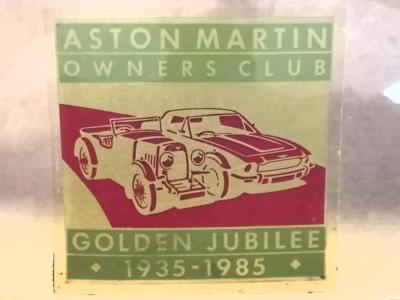 ASTON MARTIN
OWNERS CLUB
GOLDEN JUBILEE
• 1935-1985 •